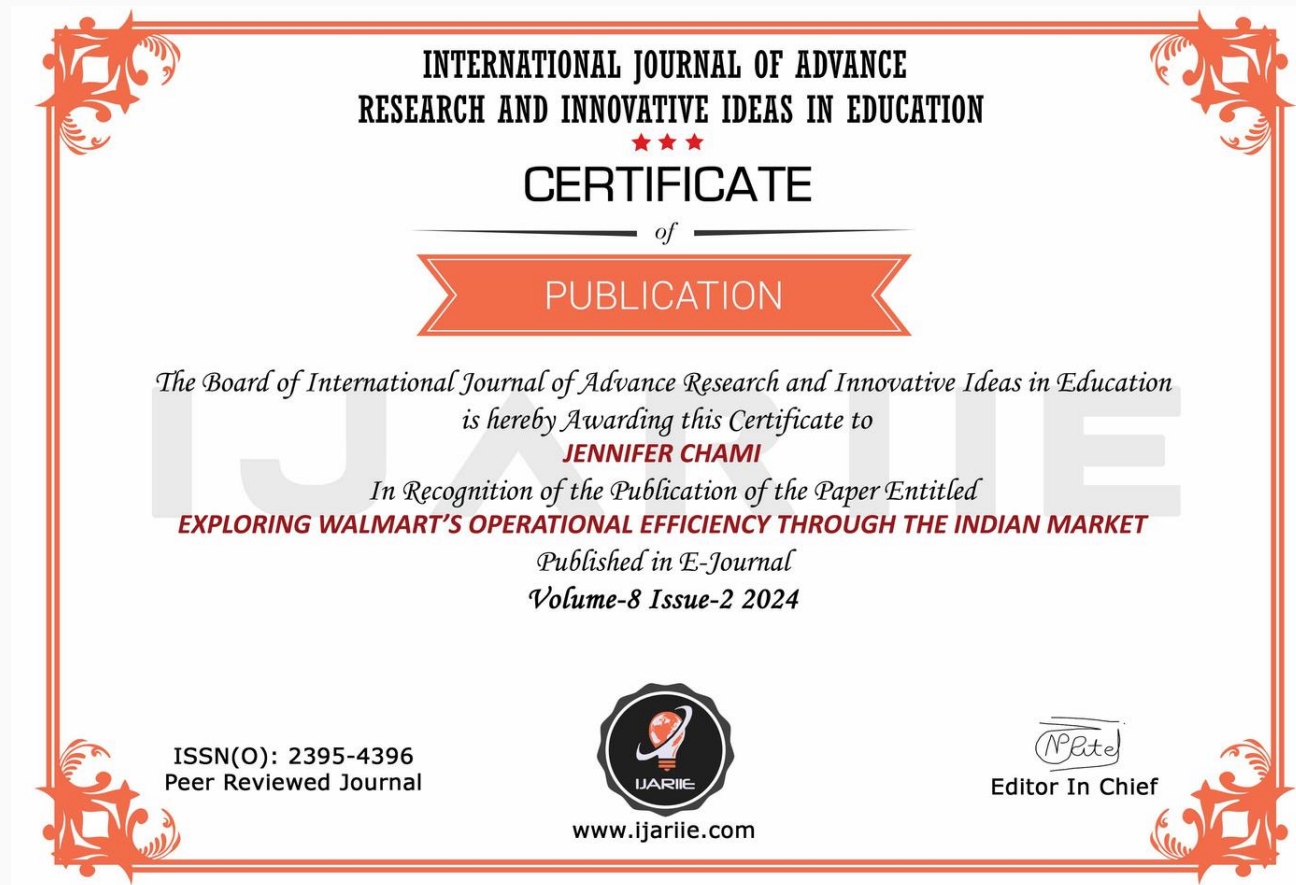 INTERNATIONAL JOURNAL OF ADVANCE
RESEARCH AND INNOVATIVE IDEAS IN EDUCATION
CERTIFICATE
of
PUBLICATION
IJARIIE
The Board of International Journal of Advance Research and Innovative Ideas in Education
is hereby Awarding this Certificate to
JENNIFER CHAMI
In Recognition of the Publication of the Paper Entitled
EXPLORING WALMART'S OPERATIONAL EFFICIENCY THROUGH THE INDIAN MARKET
Published in E-Journal
Volume-8 Issue-2 2024
ISSN(O): 2395-4396
Peer Reviewed Journal
IJARIIE
www.ijariie.com
Editor In Chief